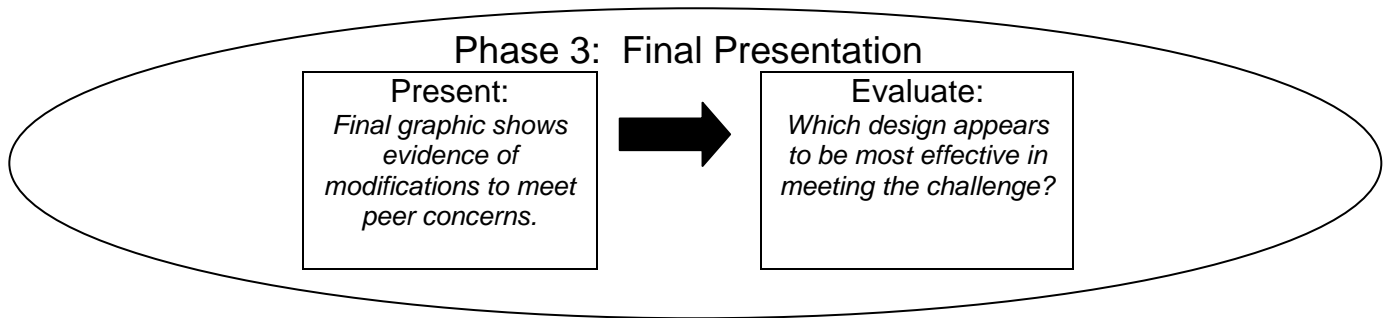 Phase 3: Final Presentation
Present:
Final graphic shows
evidence of
modifications to meet
peer concerns.
Evaluate:
Which design appears
to be most effective in
meeting the challenge?